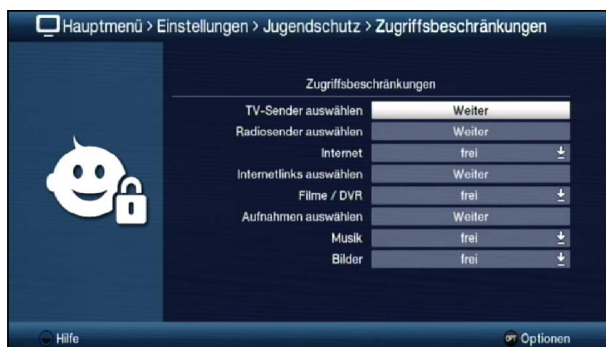 Hauptmenü > Einstellungen > Jugendschutz > Zugriffsbeschränkungen
Zugriffsbeschränkungen
TV-Sender auswählen Weiter
Radiosender auswählen Weiter
Internet frei
Internetlinks auswählen Weiter
Filme / DVR frei
Aufnahmen auswählen Weiter
Musik frei
Bilder frei
Hilfe OPT Optionen